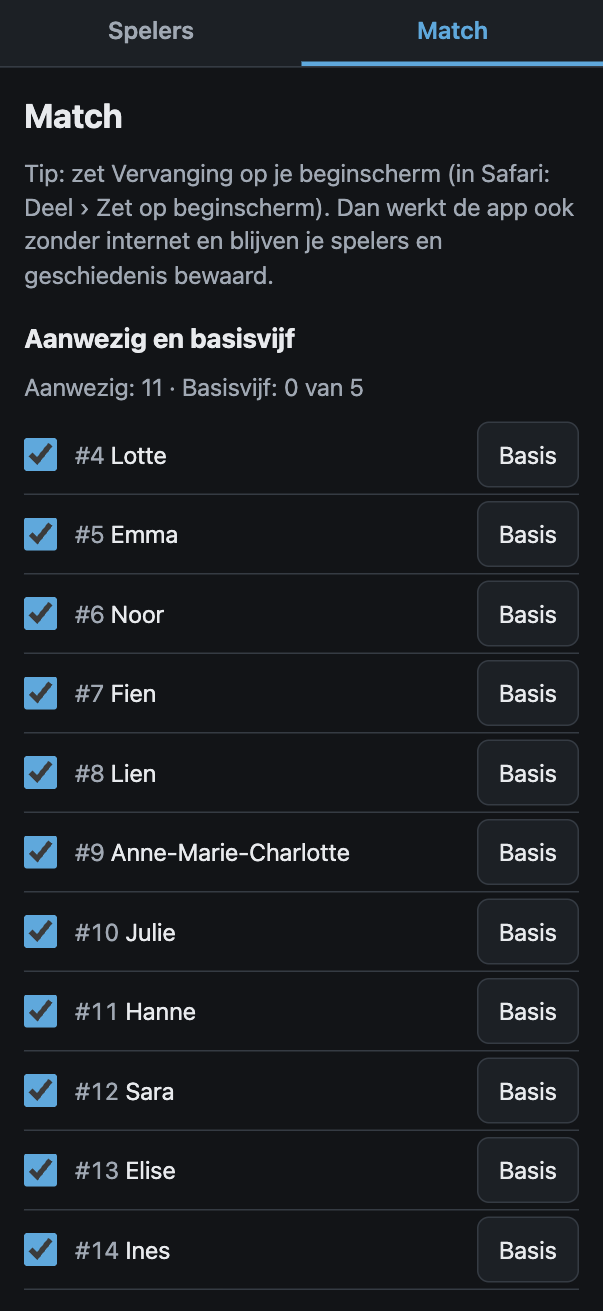 Spelers
Match
Match
Tip: zet Vervanging op je beginscherm (in Safari:
Deel › Zet op beginscherm). Dan werkt de app ook
zonder internet en blijven je spelers en
geschiedenis bewaard.
Aanwezig en basisvijf
Aanwezig: 11 · Basisvijf: 0 van 5
#4 Lotte Basis
#5 Emma Basis
#6 Noor Basis
#7 Fien Basis
#8 Lien Basis
#9 Anne-Marie-Charlotte Basis
#10 Julie Basis
#11 Hanne Basis
#12 Sara Basis
#13 Elise Basis
#14 Ines Basis